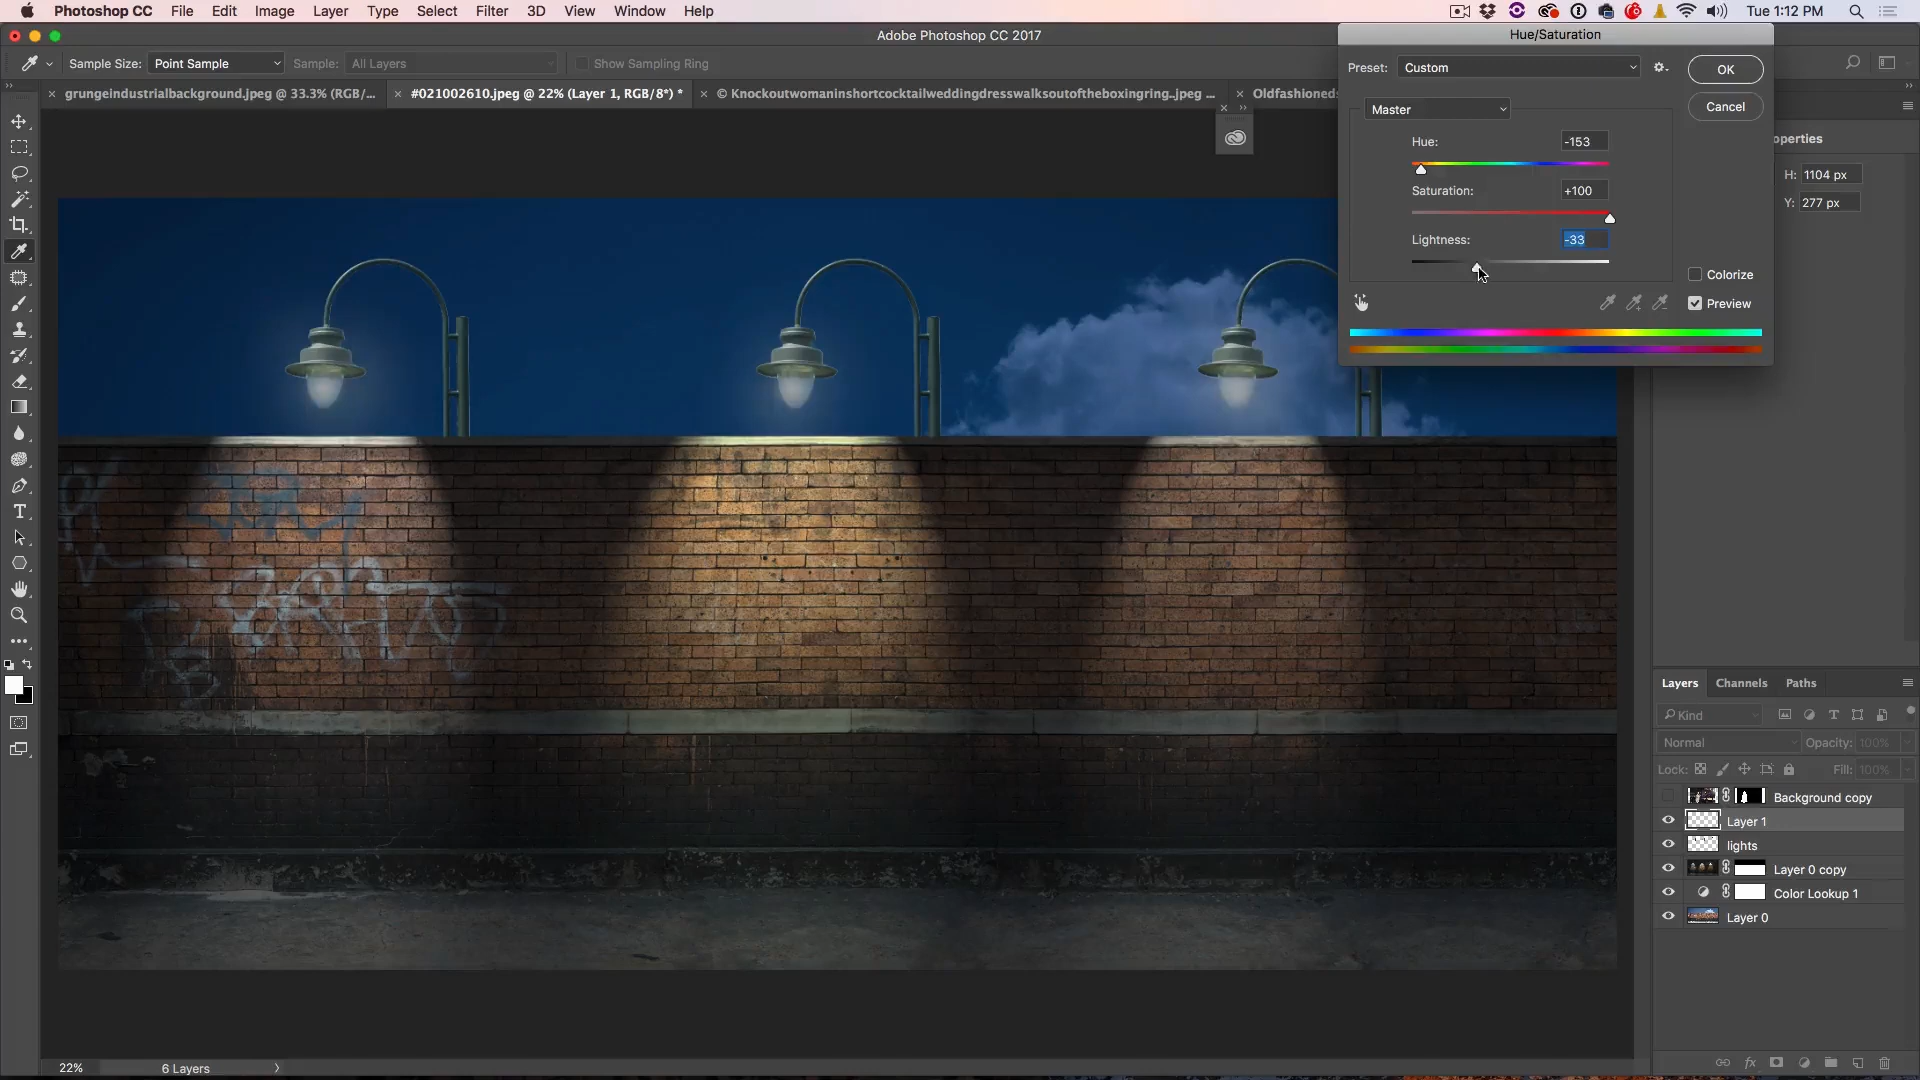 Photoshop CC File Edit Image Layer Type Select Filter 3D View Window Help Tue 1:12 PM
Adobe Photoshop CC 2017
Hue/Saturation
Sample Size: Point Sample Sample: All Layers Show Sampling Ring
Preset: Custom
OK
grungeindustrialbackground.jpeg @ 33.3% (RGB/... #021002610.jpeg @ 22% (Layer 1, RGB/8*) * © Knockoutwomaninshortcocktailweddingdresswalksoutoftheboxingring..jpeg ... Oldfashioneds
Master
Cancel
Hue: -153
operties
H: 1104 px
Saturation: +100
Y: 277 px
Lightness: -33
Colorize
Preview
Layers Channels Paths
Kind
Normal Opacity: 100%
Lock: Fill: 100%
Background copy
Layer 1
lights
Layer 0 copy
Color Lookup 1
Layer 0
22% 6 Layers